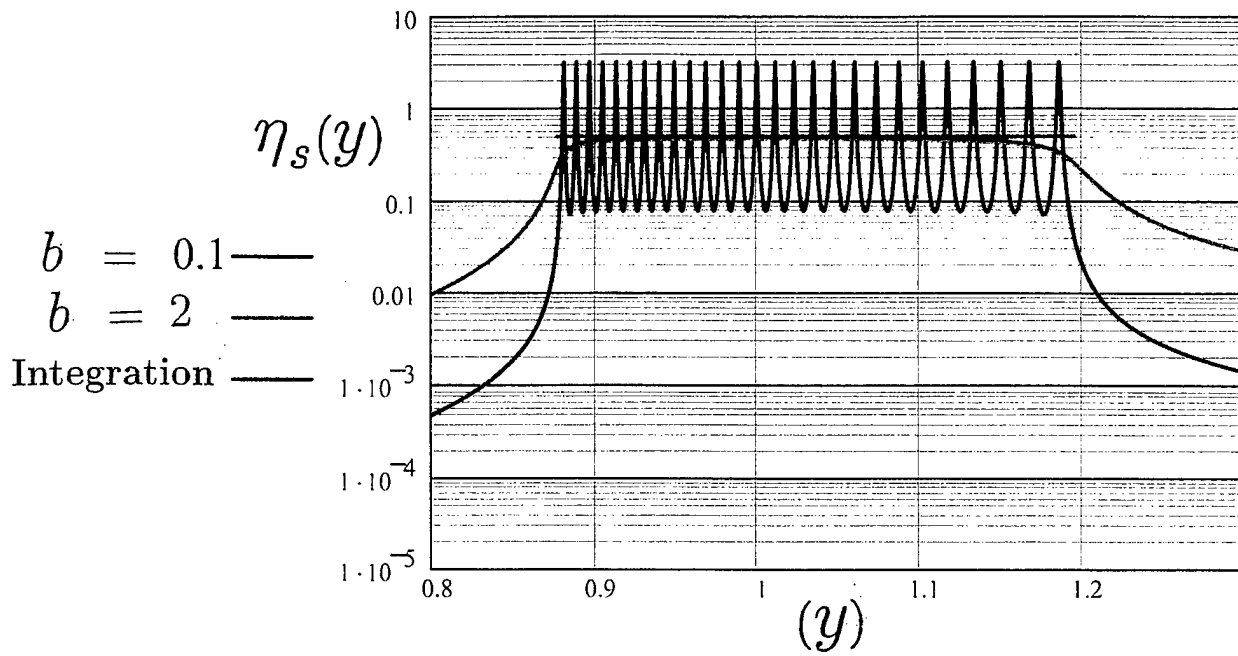 10
1
η_s(y)
0.1
b = 0.1
0.01
b = 2
Integration
1·10⁻³
1·10⁻⁴
1·10⁻⁵
0.8 0.9 1 1.1 1.2
(y)